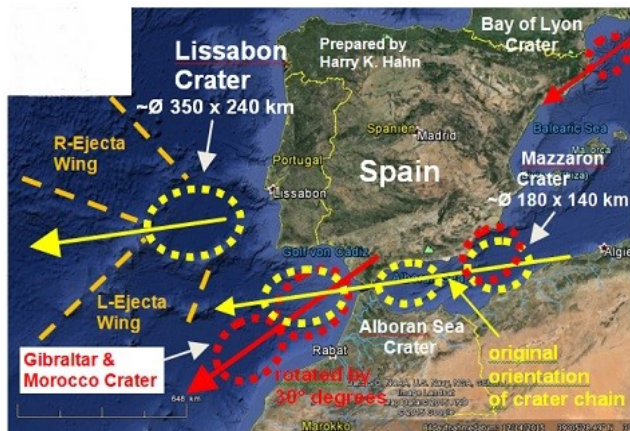 Bay of Lyon
Crater
Prepared by
Harry K. Hahn
Lissabon
Crater
~Ø 350 x 240 km
R-Ejecta
Wing
Spanien
Madrid
Balearic Sea
Mazzaron
Crater
~Ø 180 x 140 km
Portugal
Spain
Lissabon
Golf von Cádiz
L-Ejecta
Wing
Alboran Sea
Crater
Gibraltar &
Morocco Crater
Rabat
original
orientation
of crater chain
rotated by
30° degrees
648 km
Marokko